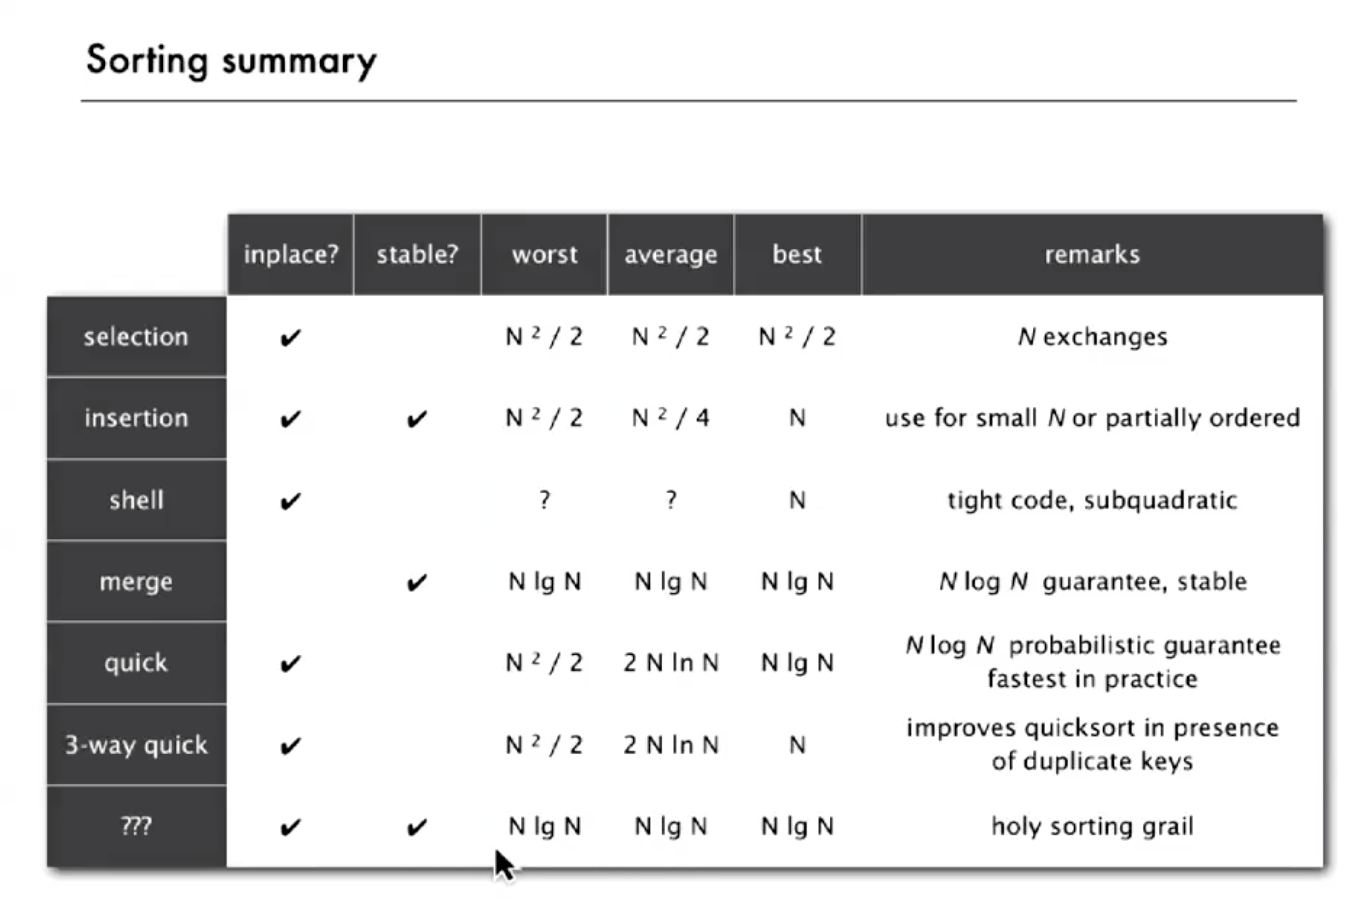 Sorting summary
inplace? stable? worst average best remarks
selection ✔ N ² / 2 N ² / 2 N ² / 2 N exchanges
insertion ✔ ✔ N ² / 2 N ² / 4 N use for small N or partially ordered
shell ✔ ? ? N tight code, subquadratic
merge ✔ N lg N N lg N N lg N N log N guarantee, stable
quick ✔ N ² / 2 2 N ln N N lg N N log N probabilistic guarantee
fastest in practice
3-way quick ✔ N ² / 2 2 N ln N N improves quicksort in presence
of duplicate keys
??? ✔ ✔ N lg N N lg N N lg N holy sorting grail